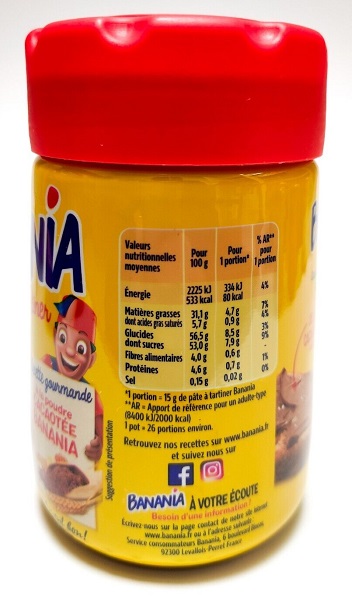 NIA
Valeurs nutritionnelles moyennes Pour 100 g Pour 1 portion* % AR** pour 1 portion
Énergie 2225 kJ 334 kJ 4%
533 kcal 80 kcal
Matières grasses 31,1 g 4,7 g 7%
dont acides gras saturés 5,7 g 0,9 g 4%
Glucides 56,5 g 8,5 g 3%
dont sucres 53,0 g 7,9 g 9%
Fibres alimentaires 4,0 g 0,6 g -
Protéines 4,6 g 0,7 g 1%
Sel 0,15 g 0,02 g 0%
*1 portion = 15 g de pâte à tartiner Banania
**AR = Apport de référence pour un adulte-type
(8400 kJ/2000 kcal)
1 pot = 26 portions environ.
Retrouvez nos recettes sur www.banania.fr
et suivez nous sur
BANANIA À VOTRE ÉCOUTE
Besoin d'une information ?
Écrivez-nous sur la page contact de notre site internet
www.banania.fr ou à l'adresse suivante :
Service consommateurs Banania, 6 boulevard
92300 Levallois-Perret France
Suggestion de présentation
gourmande
poudre
CACAOTÉE
BANANIA
bon!